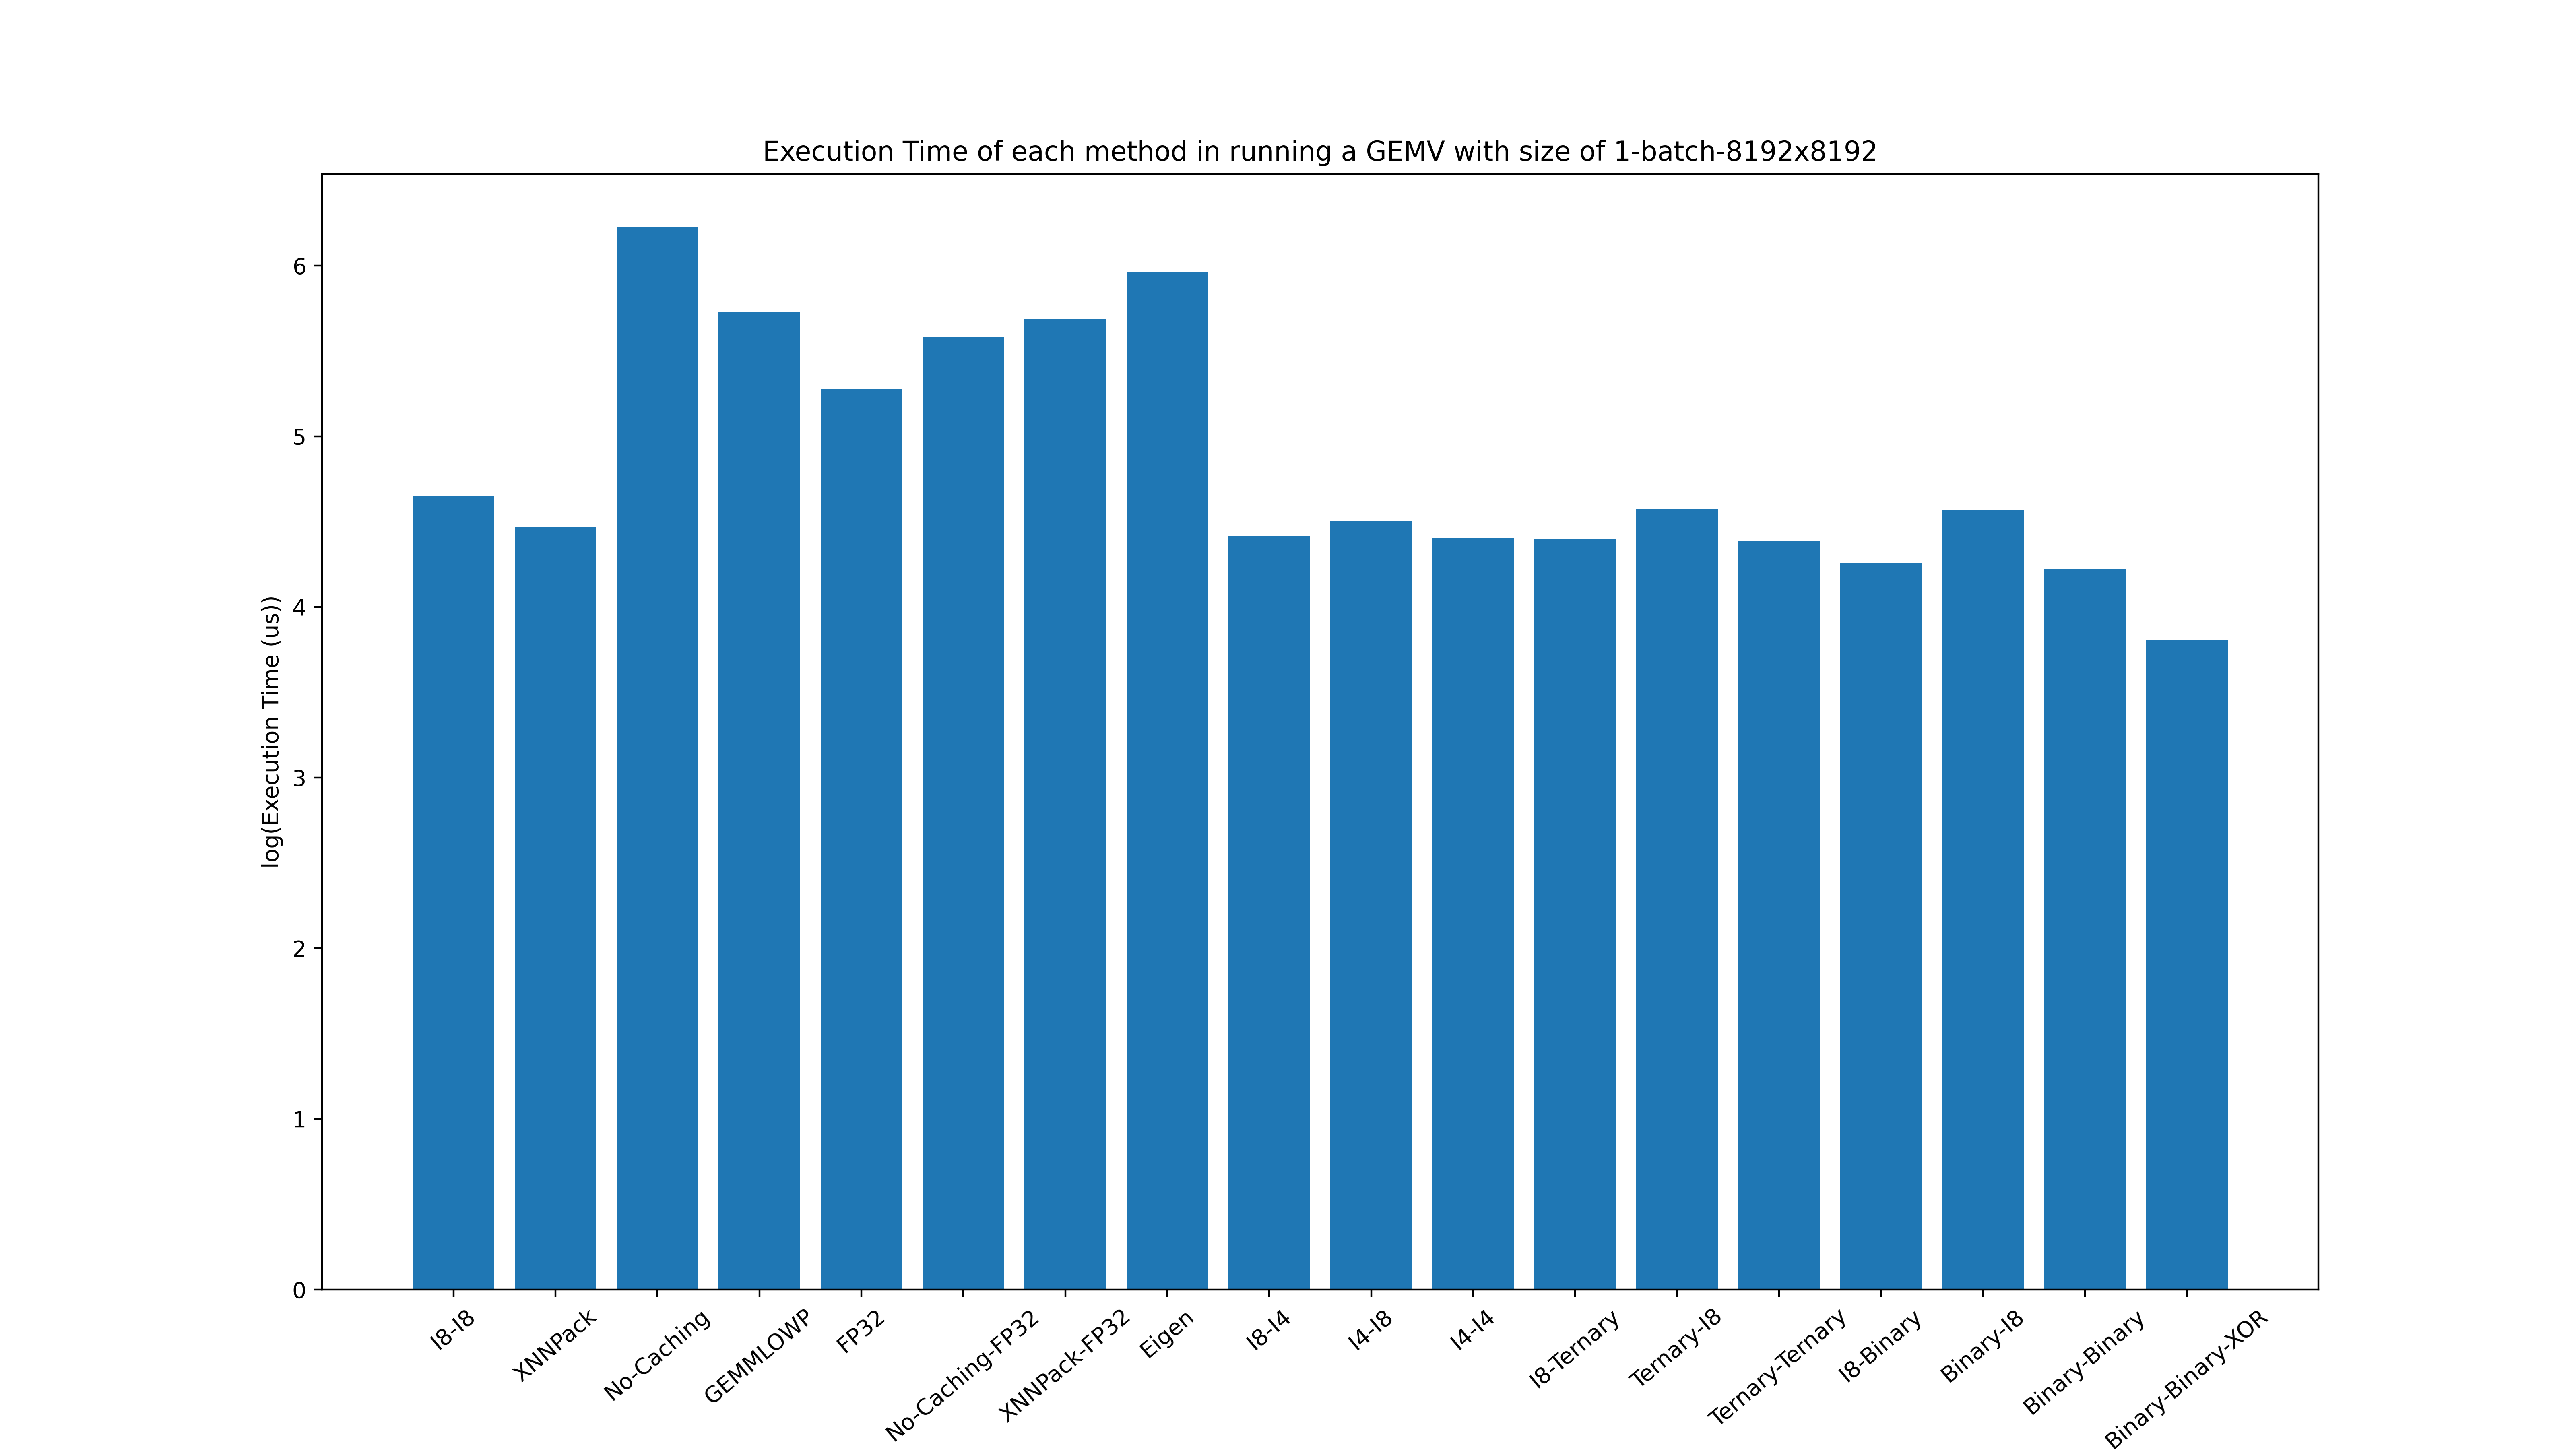 Execution Time of each method in running a GEMV with size of 1-batch-8192x8192
log(Execution Time (us))
6
5
4
3
2
1
0
I8-I8
XNNPack
No-Caching
GEMMLOWP
FP32
No-Caching-FP32
XNNPack-FP32
Eigen
I8-I4
I4-I8
I4-I4
I8-Ternary
Ternary-I8
Ternary-Ternary
I8-Binary
Binary-I8
Binary-Binary
Binary-Binary-XOR